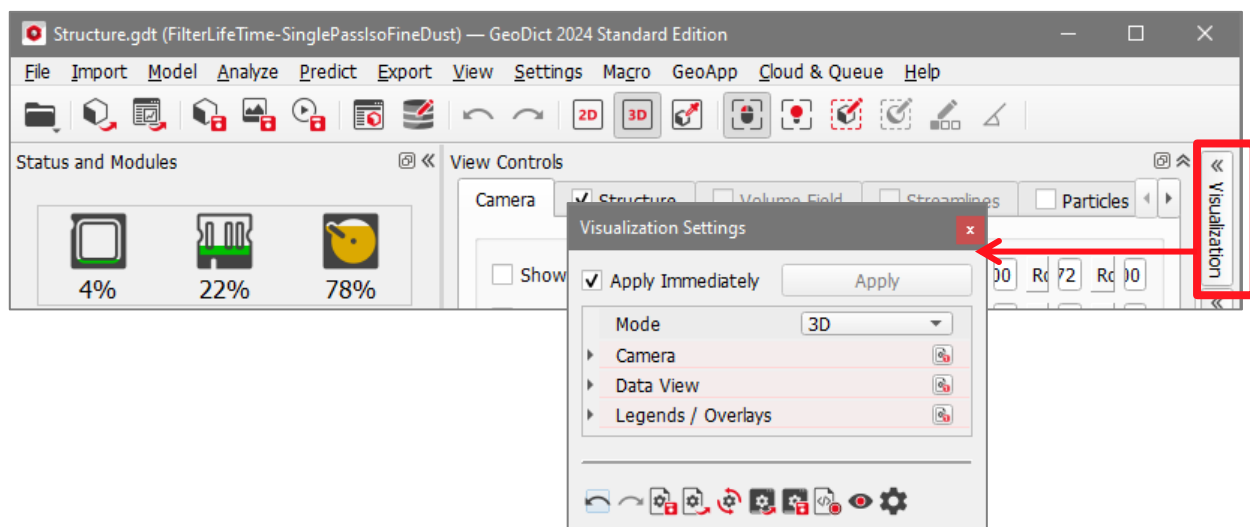 Structure.gdt (FilterLifeTime-SinglePassIsoFineDust) — GeoDict 2024 Standard Edition
File Import Model Analyze Predict Export View Settings Macro GeoApp Cloud & Queue Help
2D 3D
Status and Modules
View Controls
Visualization
Camera Structure Volume Field Streamlines Particles
4% 22% 78%
Show
72
Visualization Settings
x
Apply Immediately Apply
Mode 3D
Camera
Data View
Legends / Overlays